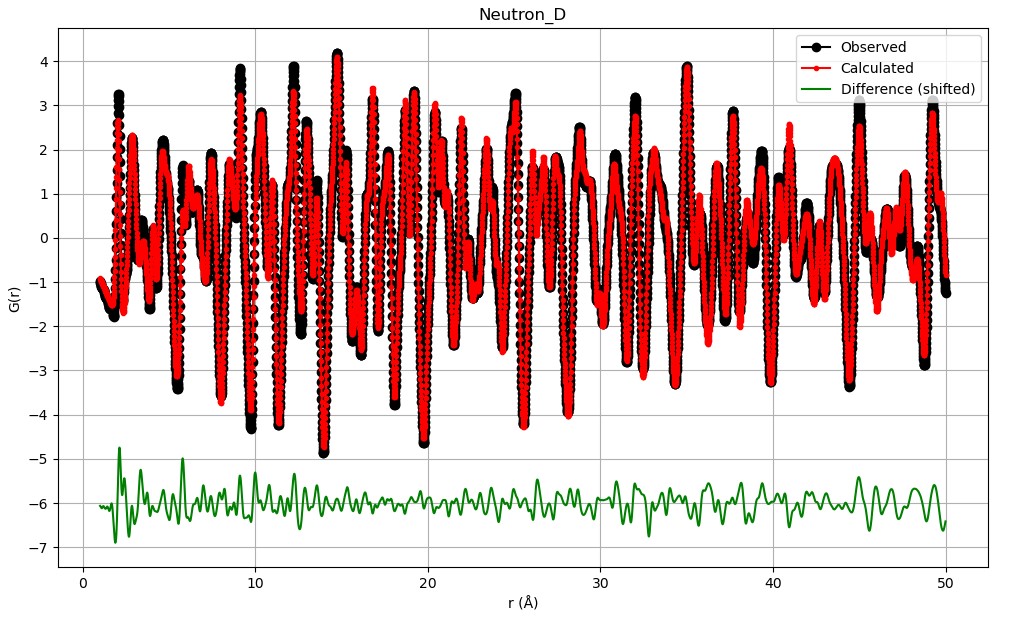 Neutron_D
Observed
Calculated
Difference (shifted)
G(r)
4
3
2
1
0
−1
−2
−3
−4
−5
−6
−7
0 10 20 30 40 50
r (Å)